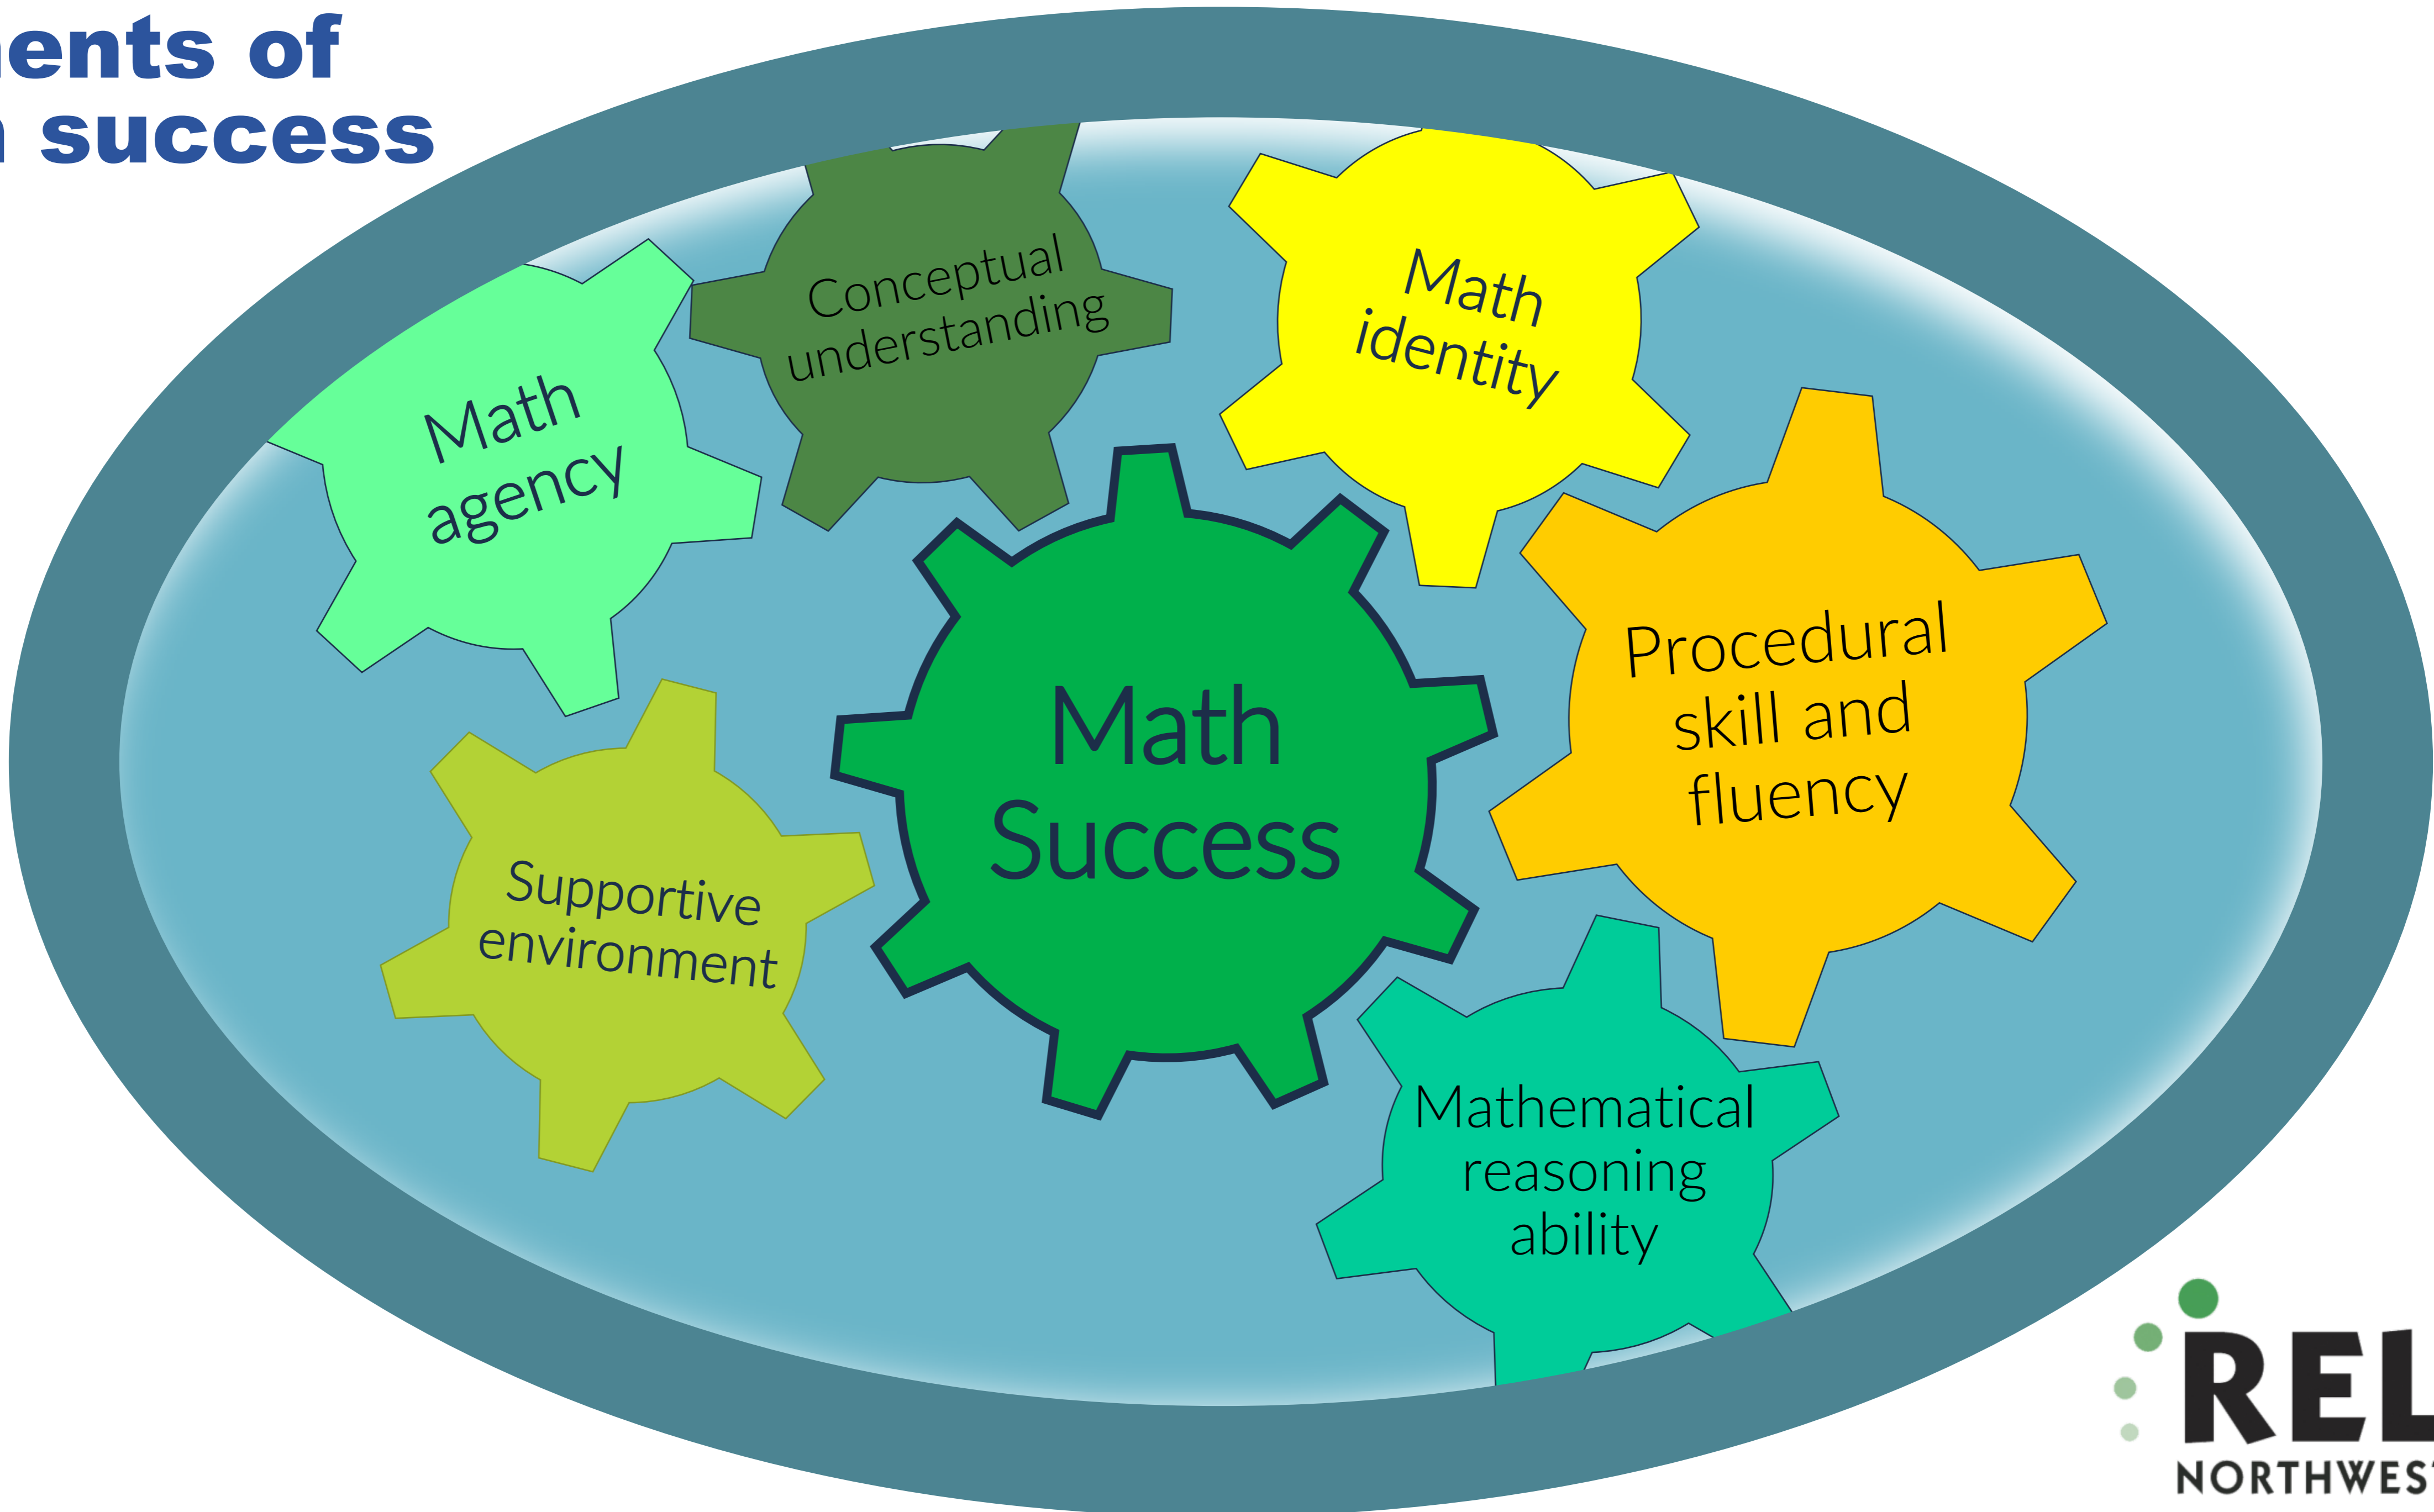 ents of
success
Conceptual
understanding
Math
identity
Math
agency
Procedural
skill and
fluency
Math
Success
Supportive
environment
Mathematical
reasoning
ability
REL
NORTHWEST